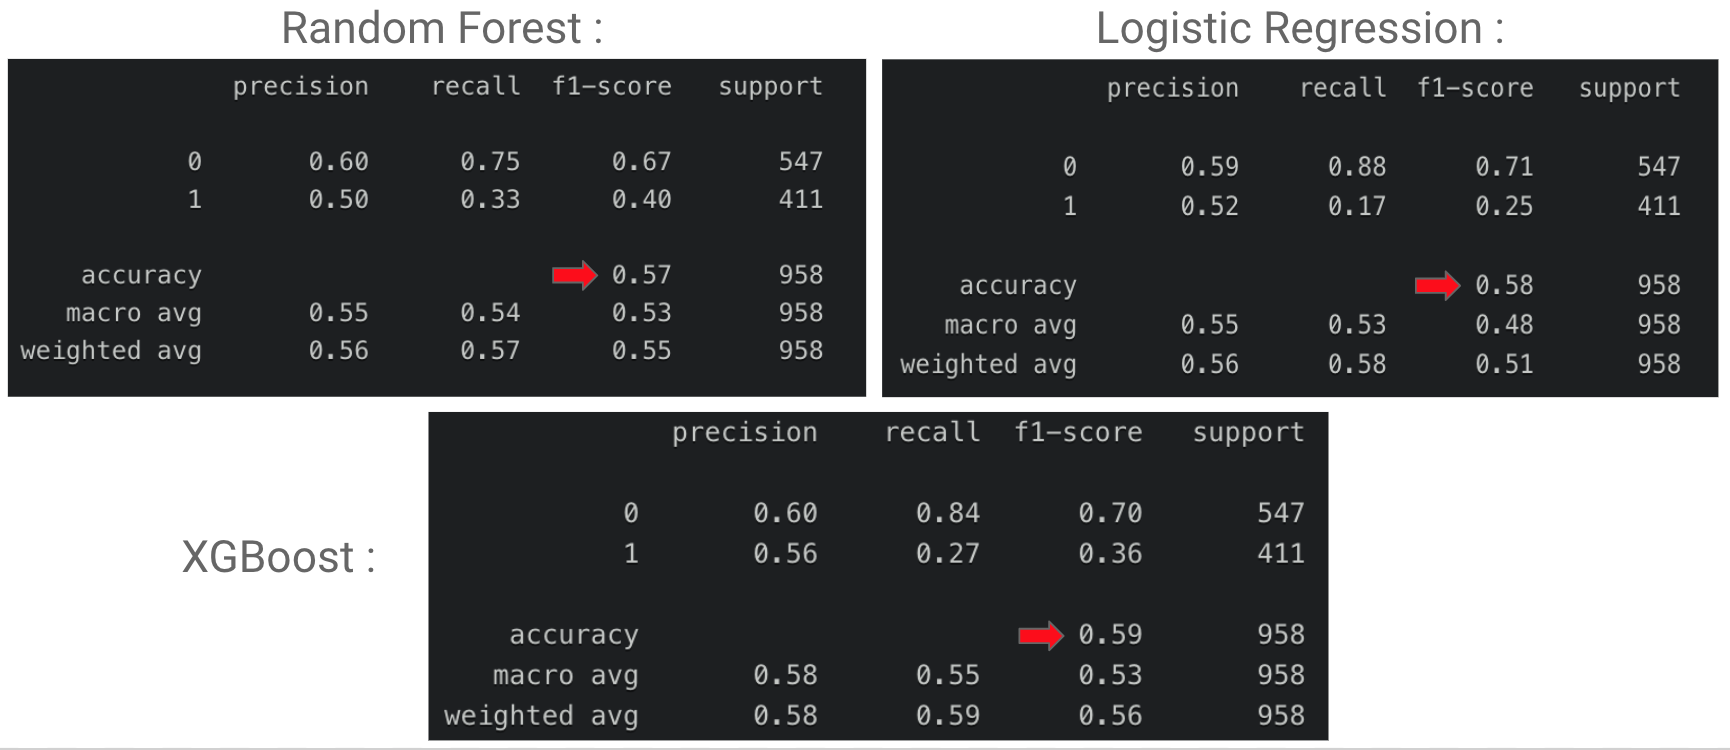 Random Forest :
precision recall f1-score support
0 0.60 0.75 0.67 547
1 0.50 0.33 0.40 411
accuracy 0.57 958
macro avg 0.55 0.54 0.53 958
weighted avg 0.56 0.57 0.55 958
Logistic Regression :
precision recall f1-score support
0 0.59 0.88 0.71 547
1 0.52 0.17 0.25 411
accuracy 0.58 958
macro avg 0.55 0.53 0.48 958
weighted avg 0.56 0.58 0.51 958
XGBoost :
precision recall f1-score support
0 0.60 0.84 0.70 547
1 0.56 0.27 0.36 411
accuracy 0.59 958
macro avg 0.58 0.55 0.53 958
weighted avg 0.58 0.59 0.56 958